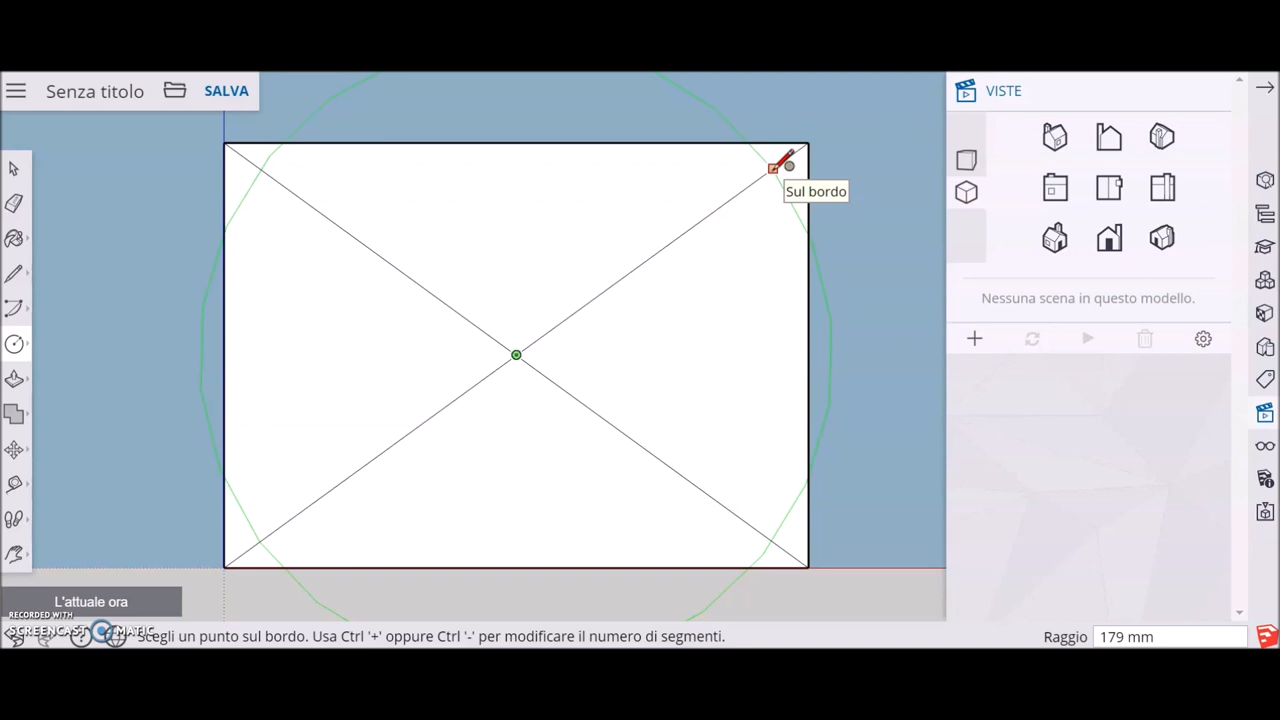 Senza titolo
SALVA
VISTE
Sul bordo
Nessuna scena in questo modello.
L'attuale ora
RECORDED WITH
SCREENCAST MATIC
Scegli un punto sul bordo. Usa Ctrl '+' oppure Ctrl '-' per modificare il numero di segmenti.
Raggio
179 mm